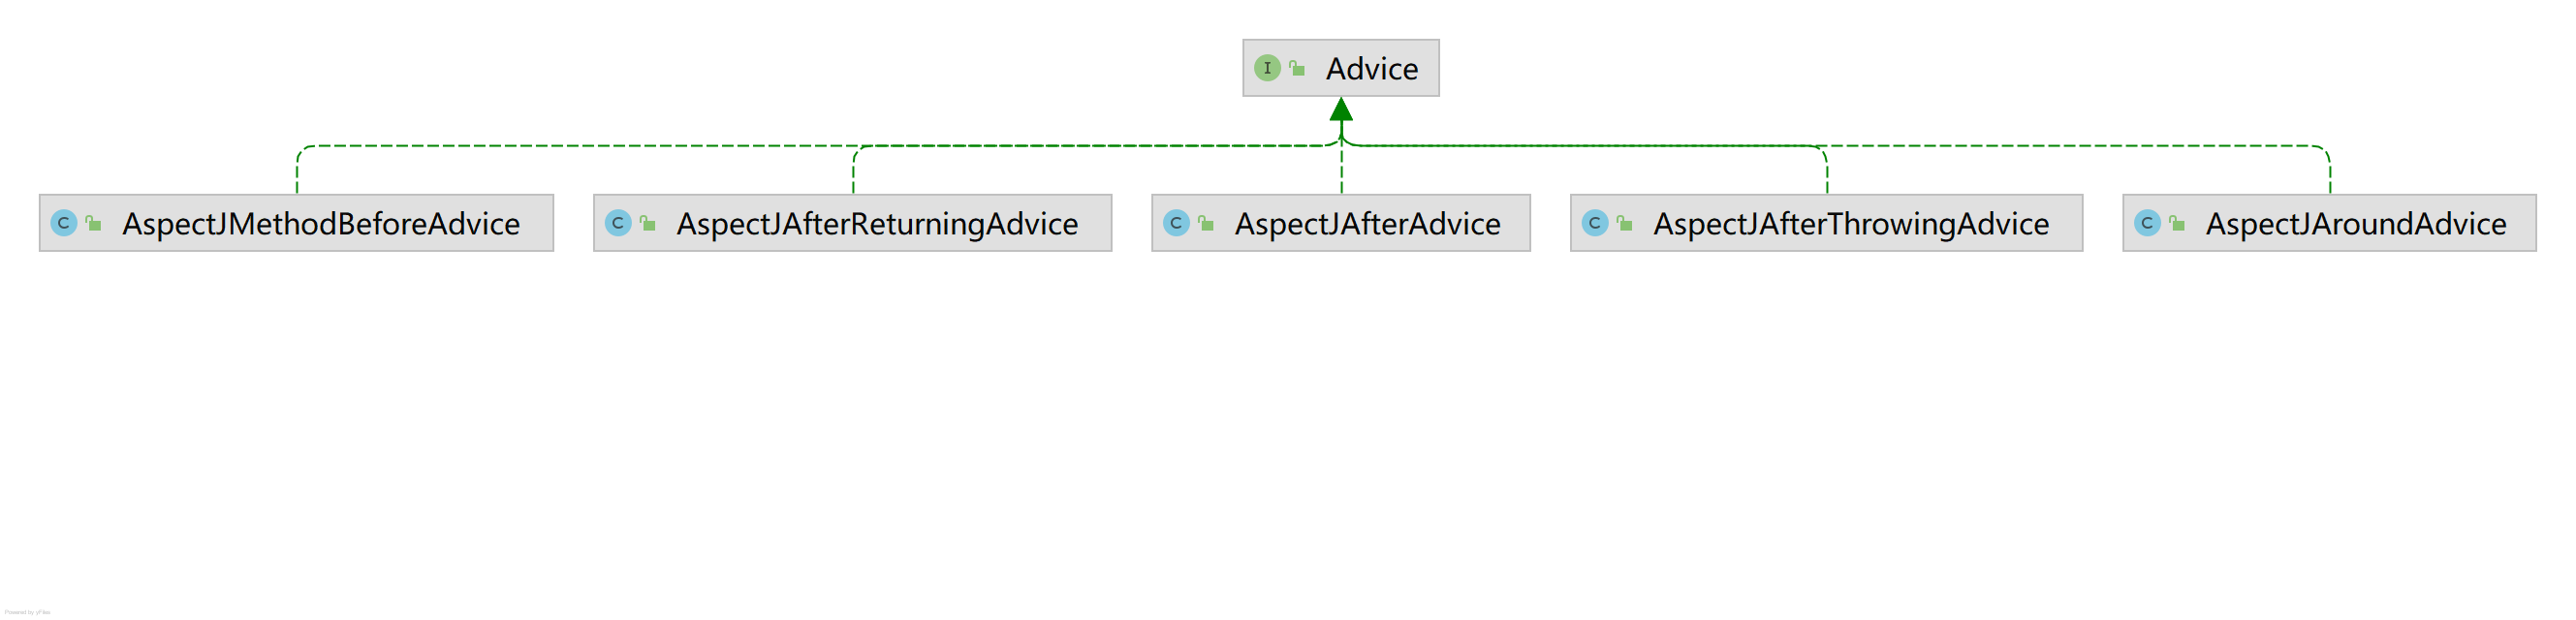 I Advice
C AspectJMethodBeforeAdvice
C AspectJAfterReturningAdvice
C AspectJAfterAdvice
C AspectJAfterThrowingAdvice
C AspectJAroundAdvice
Powered by yFiles